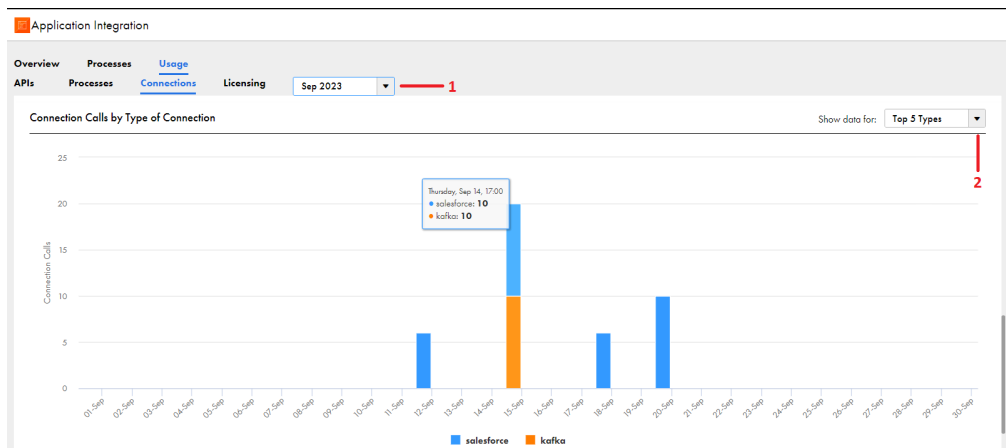 Application Integration
Overview Processes Usage
APIs Processes Connections Licensing Sep 2023 1
Connection Calls by Type of Connection Show data for: Top 5 Types
2
25
20
15
10
5
0
Connection Calls
Thursday, Sep 14, 17:00
salesforce: 10
kafka: 10
01-Sep 02-Sep 03-Sep 04-Sep 05-Sep 06-Sep 07-Sep 08-Sep 09-Sep 10-Sep 11-Sep 12-Sep 13-Sep 14-Sep 15-Sep 16-Sep 17-Sep 18-Sep 19-Sep 20-Sep 21-Sep 22-Sep 23-Sep 24-Sep 25-Sep 26-Sep 27-Sep 28-Sep 29-Sep 30-Sep
salesforce kafka